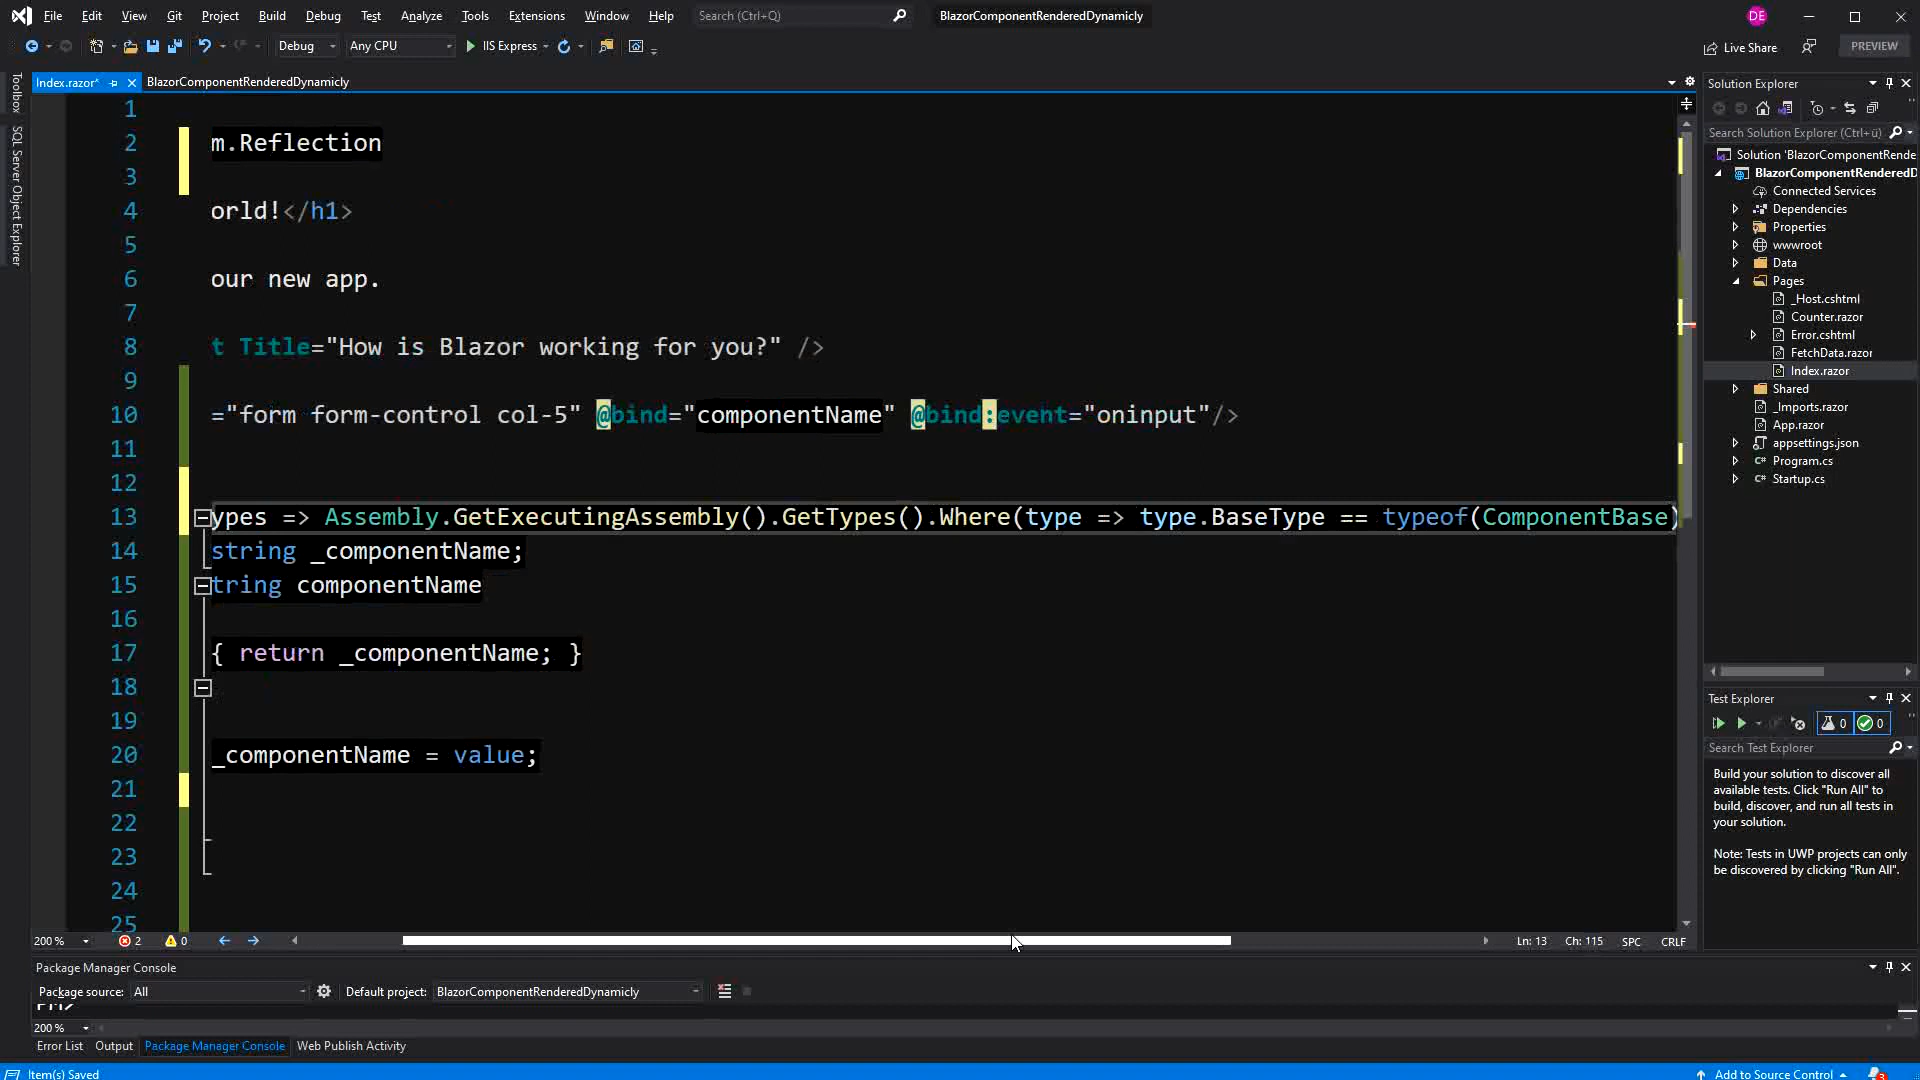 File Edit View Git Project Build Debug Test Analyze Tools Extensions Window Help Search (Ctrl+Q) BlazorComponentRenderedDynamicly DE
Debug Any CPU IIS Express Live Share PREVIEW
Index.razor* BlazorComponentRenderedDynamicly
Toolbox
SQL Server Object Explorer
1
2 m.Reflection
3
4 orld!</h1>
5
6 our new app.
7
8 t Title="How is Blazor working for you?" />
9
10 ="form form-control col-5" @bind="componentName" @bind:event="oninput"/>
11
12
13 ypes => Assembly.GetExecutingAssembly().GetTypes().Where(type => type.BaseType == typeof(ComponentBase)
14 string _componentName;
15 tring componentName
16
17 { return _componentName; }
18
19
20 _componentName = value;
21
22
23
24
25
200 % 2 0 Ln: 13 Ch: 115 SPC CRLF
Solution Explorer
Search Solution Explorer (Ctrl+ü)
Solution 'BlazorComponentRende
BlazorComponentRenderedD
Connected Services
Dependencies
Properties
wwwroot
Data
Pages
_Host.cshtml
Counter.razor
Error.cshtml
FetchData.razor
Index.razor
Shared
_Imports.razor
App.razor
appsettings.json
C# Program.cs
C# Startup.cs
Test Explorer
0 0
Search Test Explorer
Build your solution to discover all
available tests. Click "Run All" to
build, discover, and run all tests in
your solution.
Note: Tests in UWP projects can only
be discovered by clicking "Run All".
Package Manager Console
Package source: All Default project: BlazorComponentRenderedDynamicly
PM>
200 %
Error List Output Package Manager Console Web Publish Activity
Item(s) Saved Add to Source Control 3